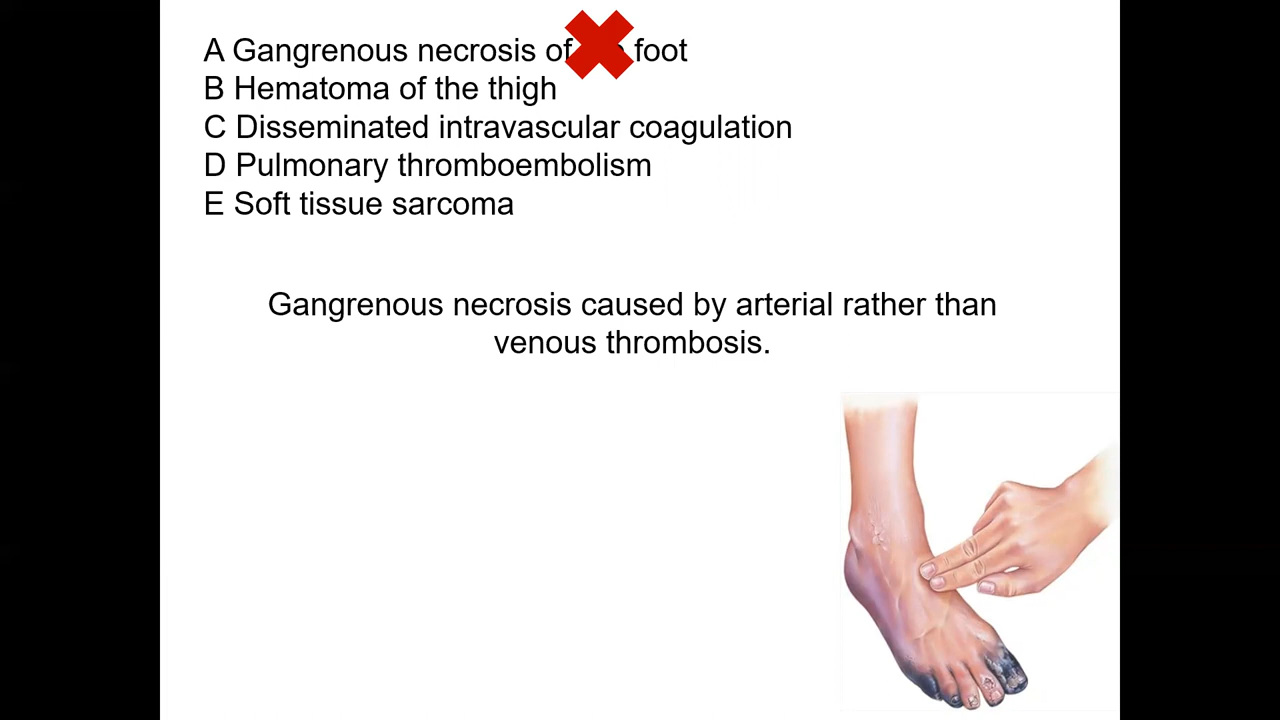 A Gangrenous necrosis of foot
B Hematoma of the thigh
C Disseminated intravascular coagulation
D Pulmonary thromboembolism
E Soft tissue sarcoma
Gangrenous necrosis caused by arterial rather than
venous thrombosis.